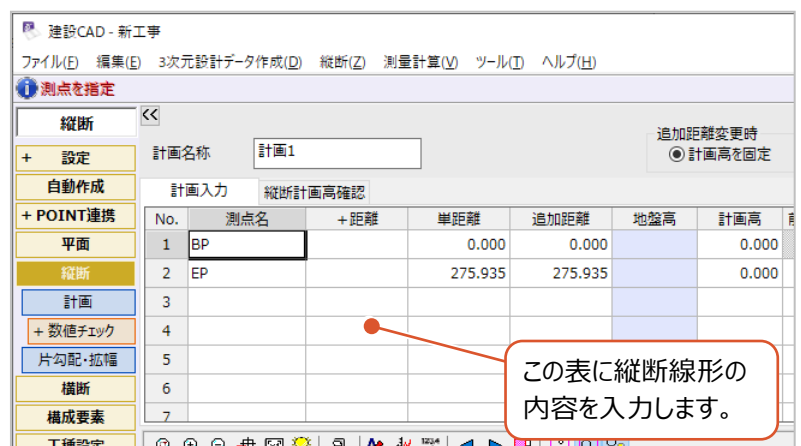 建設CAD - 新工事
ファイル(F) 編集(E) 3次元設計データ作成(D) 縦断(Z) 測量計算(V) ツール(T) ヘルプ(H)
測点を指定
縦断
<<
追加距離変更時
計画名称 計画1
計画高を固定
+ 設定
自動作成
+ POINT連携
平面
縦断
計画
+ 数値チェック
片勾配・拡幅
横断
構成要素
工種設定
計画入力 縦断計画高確認
No. 測点名 +距離 単距離 追加距離 地盤高 計画高
1 BP 0.000 0.000 0.000
2 EP 275.935 275.935 0.000
3
4
5
6
7
この表に縦断線形の
内容を入力します。